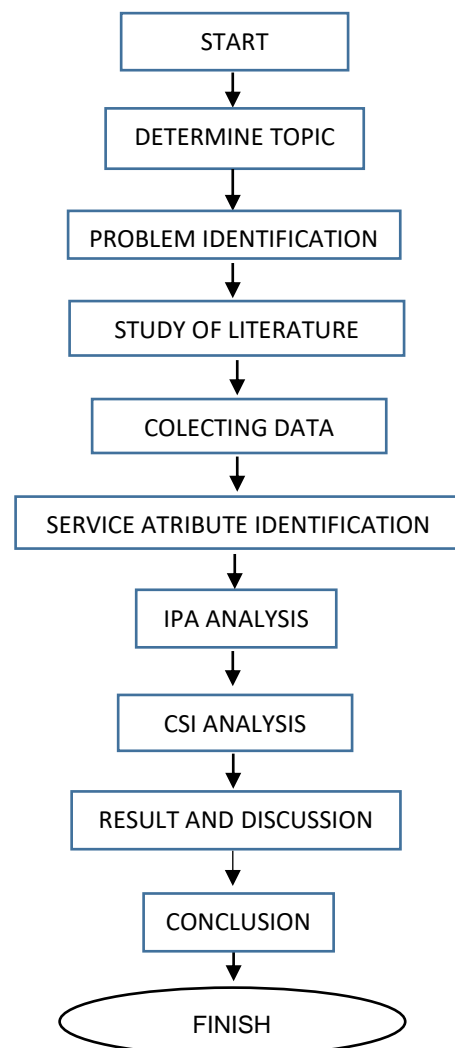 START
DETERMINE TOPIC
PROBLEM IDENTIFICATION
STUDY OF LITERATURE
COLECTING DATA
SERVICE ATRIBUTE IDENTIFICATION
IPA ANALYSIS
CSI ANALYSIS
RESULT AND DISCUSSION
CONCLUSION
FINISH